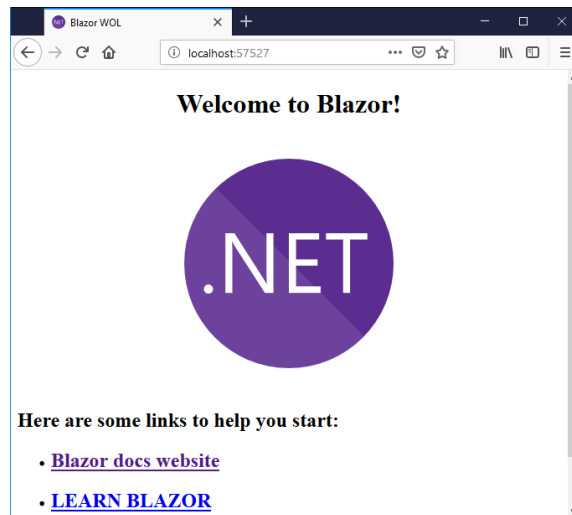 Blazor WOL
localhost:57527
Welcome to Blazor!
.NET
Here are some links to help you start:
Blazor docs website
LEARN BLAZOR